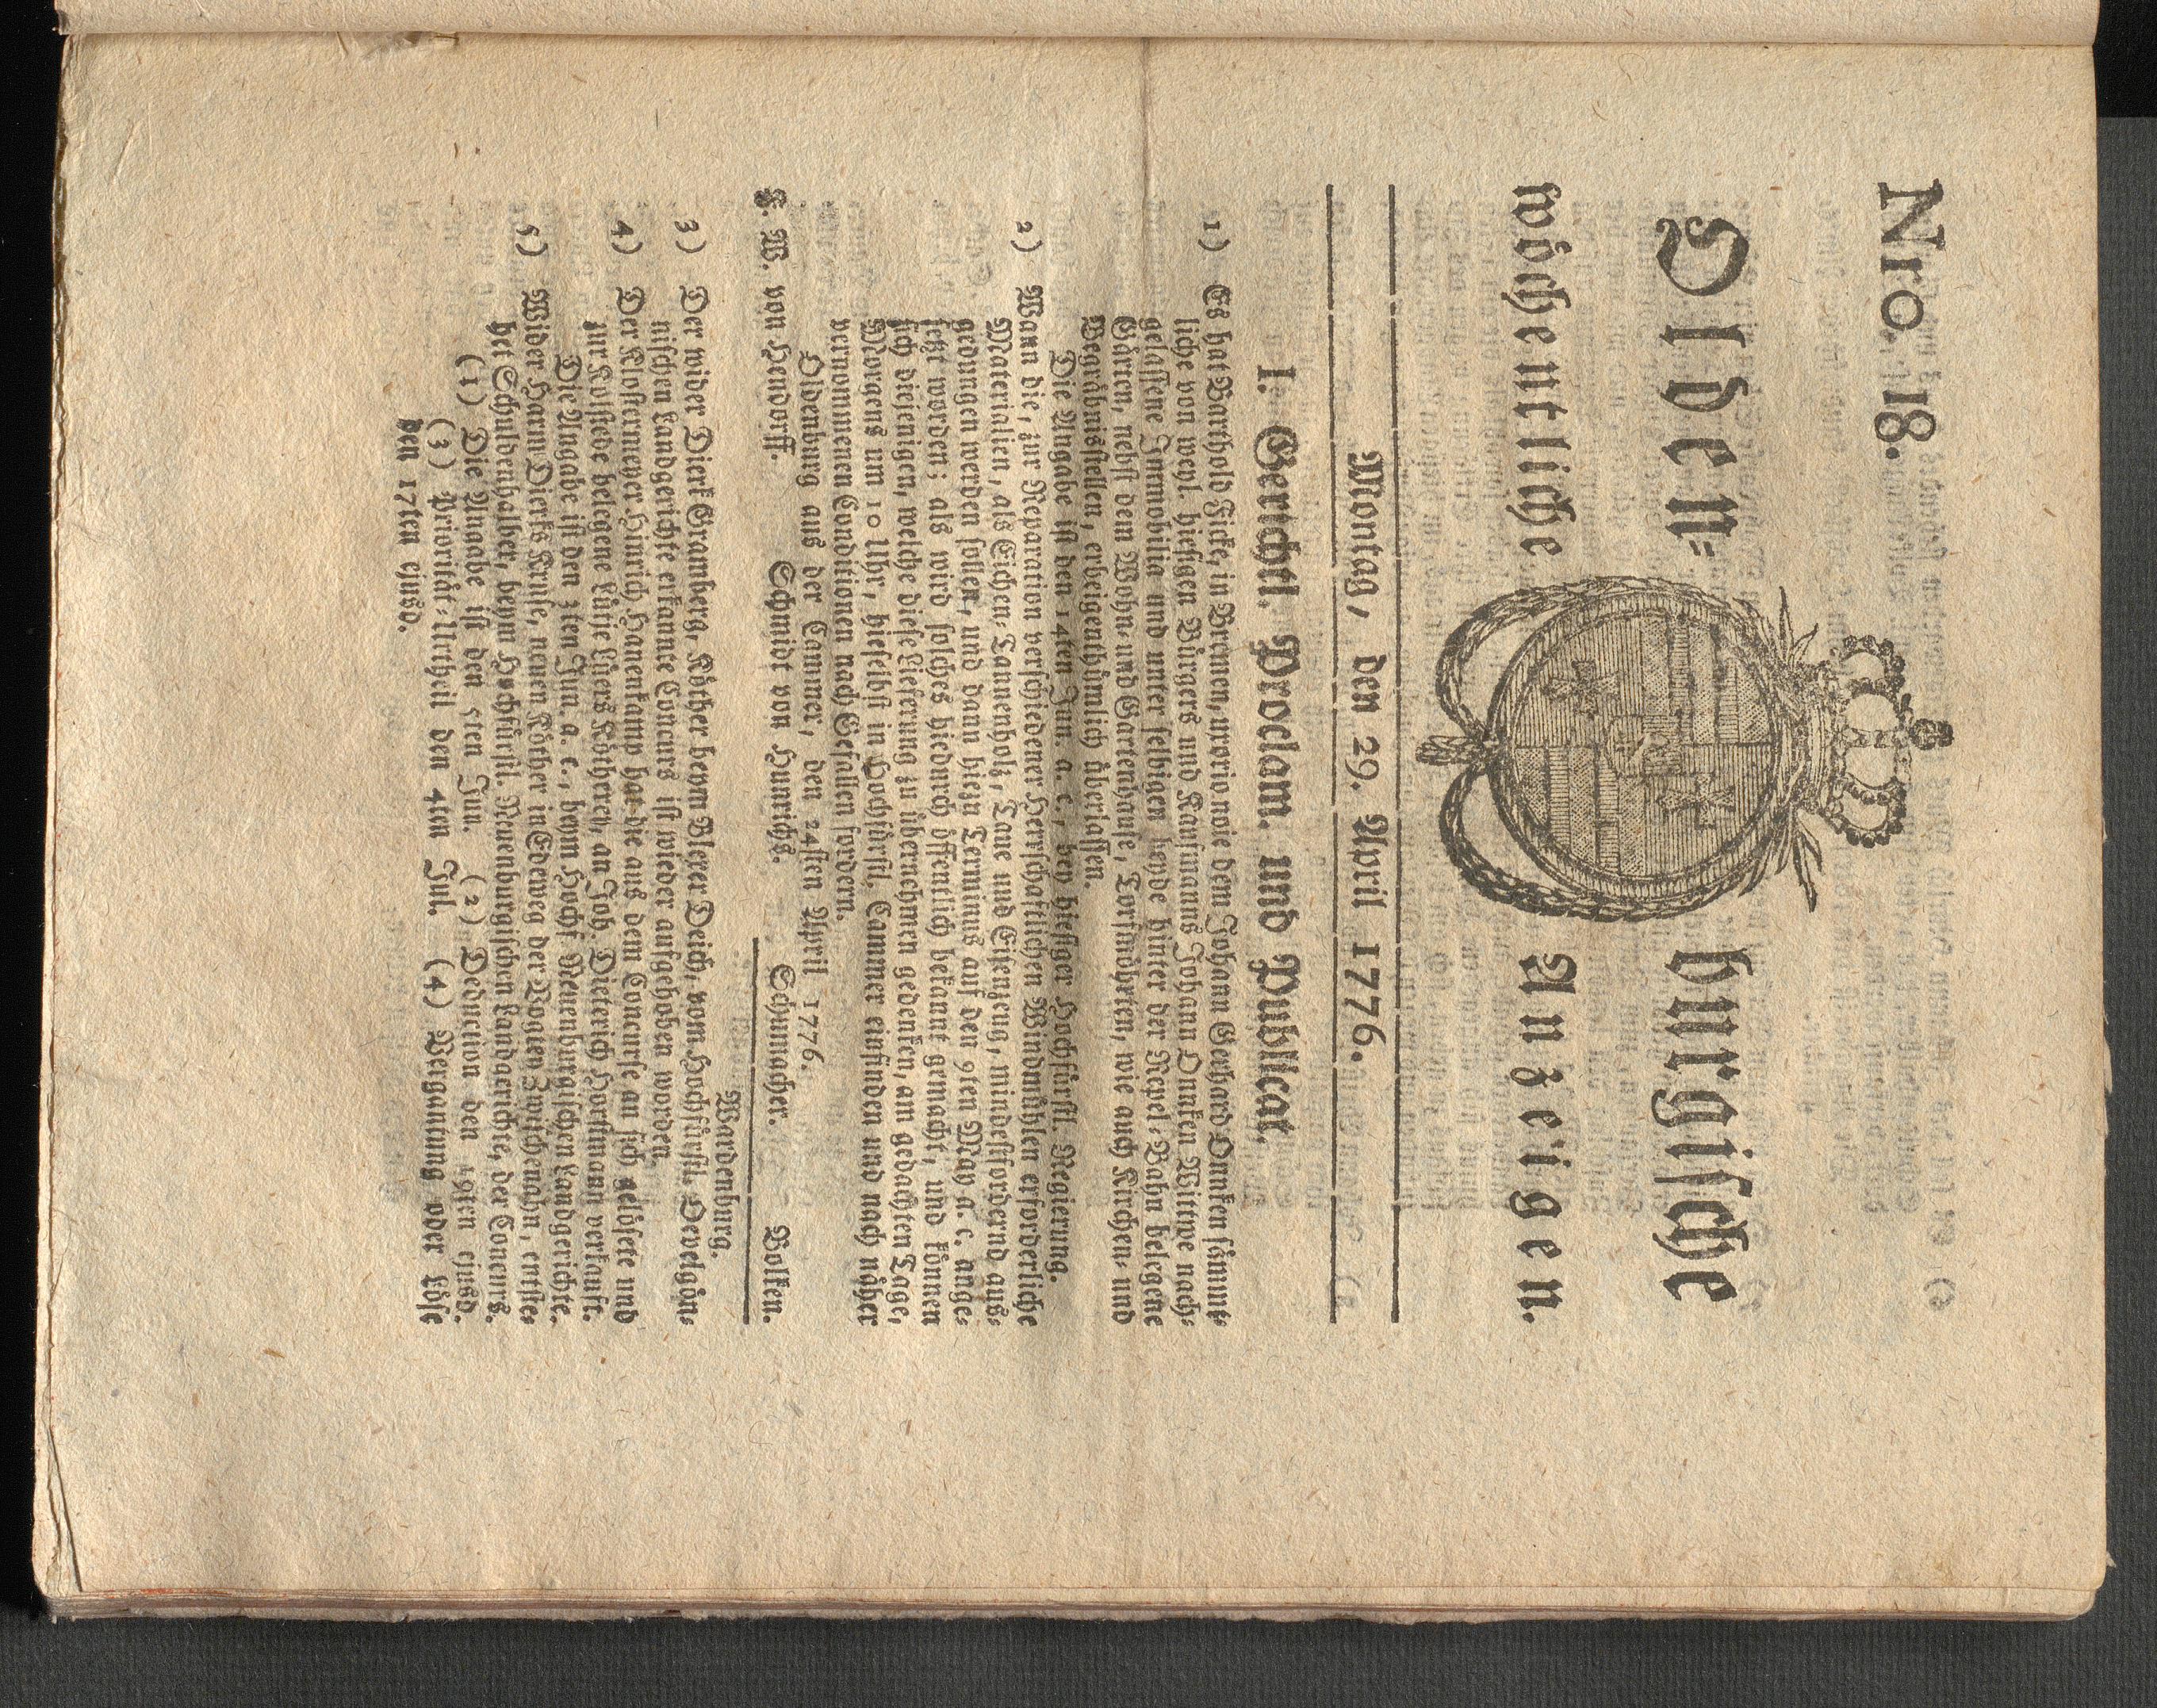 Nro. 18.
Olden- burgische
wöchentliche Anzeigen.
Montag, den 29. April 1776.
I. Gerichtl. Proclam. und Publicat.
1) Es hat Barthold Ficke, in Bremen, uxorio noie dem Johann Gerhard Onnken sämmt-
liche von weyl. hiesigen Bürgers und Kaufmanns Johann Onnken Wittwe nach-
gelassene Immobilia und unter selbigen beyde hinter der Repel-Bahn belegene
Gärten, nebst dem Wohn- und Gartenhause, Torfmöhrten, wie auch Kirchen- und
Begräbnißstellen, erbeigenthümlich überlassen.
Die Angabe ist den 14ten Jun. a. c., bey hiesiger Hochfürstl. Regierung.
2) Wann die, zur Reparation verschiedener Herrschaftlichen Windmühlen erforderliche
Materialien, als Eichen- Tannenholz, Taue und Eisenzeug, mindestfordernd aus-
gedungen werden sollen, und dann hiezu Terminus auf den 9ten May a. c. ange-
setzt worden; als wird solches hiedurch öffentlich bekannt gemacht, und können
sich diejenigen, welche diese Lieferung zu übernehmen gedenken, am gedachten Tage,
Morgens um 10 Uhr, hieselbst in Hochfürstl. Cammer einfinden und nach näher
vernommenen Conditionen nach Gefallen fordern.
Oldenburg aus der Cammer, den 24sten April 1776.
F. W. von Hendorff. Schmidt von Hunrichs. Schumacher. Volken.
Wardenburg.
3) Der wider Dierk Gramberg, Köther beym Blexer Deich, vom Hochfürstl. Ovelgön-
nischen Landgerichte erkannte Concurs ist wieder aufgehoben worden.
4) Der Klostermeyer Hinrich Hanenkamp hat die aus dem Concurse an sich gelösete und
zur Kolstede belegene Lütje Lüers Kötherey, an Joh. Dieterich Horstmann verkauft.
Die Angabe ist den 3ten Jun. a. c., beym Hochf. Neuenburgischen Landgerichte.
5) Wider Harm Dierks Kruse, neuen Köther in Edeweg der Vogten Zwischenahn, entste-
het Schuldenhalber, beym Hochfürstl. Neuenburgischen Landgerichte, der Concurs.
(1) Die Angabe ist den 5ten Jun. (2) Deduction den 19ten ejusd.
(3) Priorität-Urtheil den 4ten Jul. (4) Vergantung oder Löse
den 17ten ejusd.